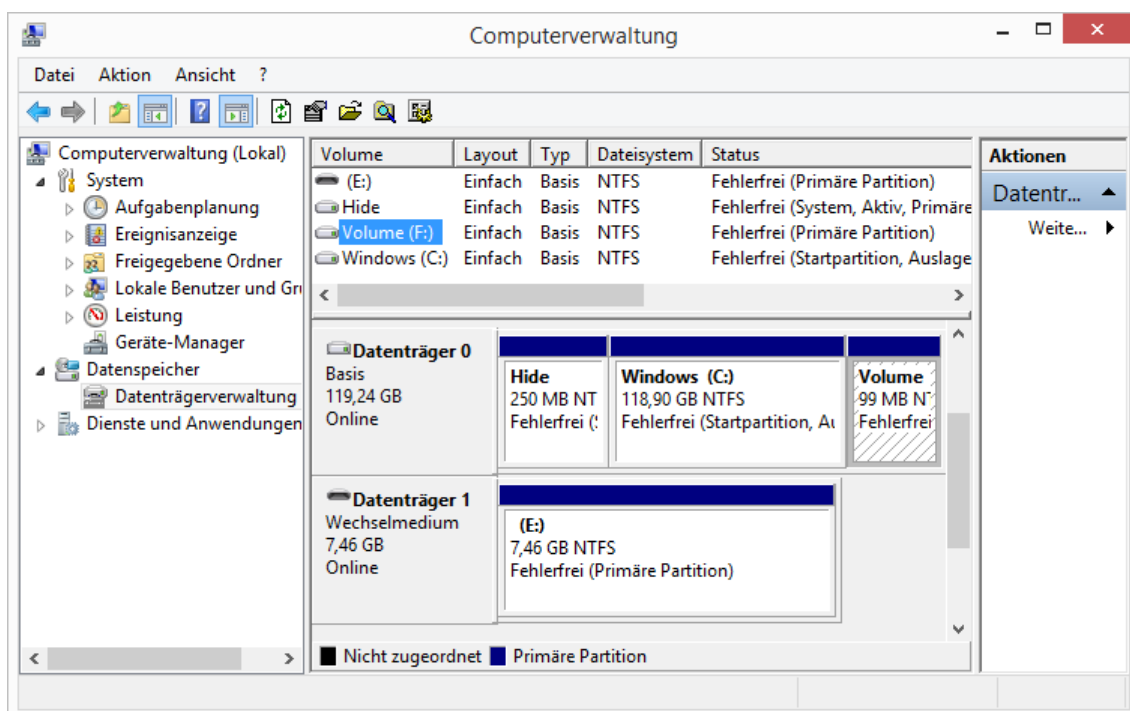 Computerverwaltung
Datei Aktion Ansicht ?
Computerverwaltung (Lokal)
System
Aufgabenplanung
Ereignisanzeige
Freigegebene Ordner
Lokale Benutzer und Gru
Leistung
Geräte-Manager
Datenspeicher
Datenträgerverwaltung
Dienste und Anwendungen
Volume Layout Typ Dateisystem Status
(E:) Einfach Basis NTFS Fehlerfrei (Primäre Partition)
Hide Einfach Basis NTFS Fehlerfrei (System, Aktiv, Primäre
Volume (F:) Einfach Basis NTFS Fehlerfrei (Primäre Partition)
Windows (C:) Einfach Basis NTFS Fehlerfrei (Startpartition, Auslage
Datenträger 0
Basis
119,24 GB
Online
Hide
250 MB NT
Fehlerfrei (S
Windows (C:)
118,90 GB NTFS
Fehlerfrei (Startpartition, Au
Volume
99 MB NT
Fehlerfrei
Datenträger 1
Wechselmedium
7,46 GB
Online
(E:)
7,46 GB NTFS
Fehlerfrei (Primäre Partition)
Nicht zugeordnet Primäre Partition
Aktionen
Datentr...
Weite...